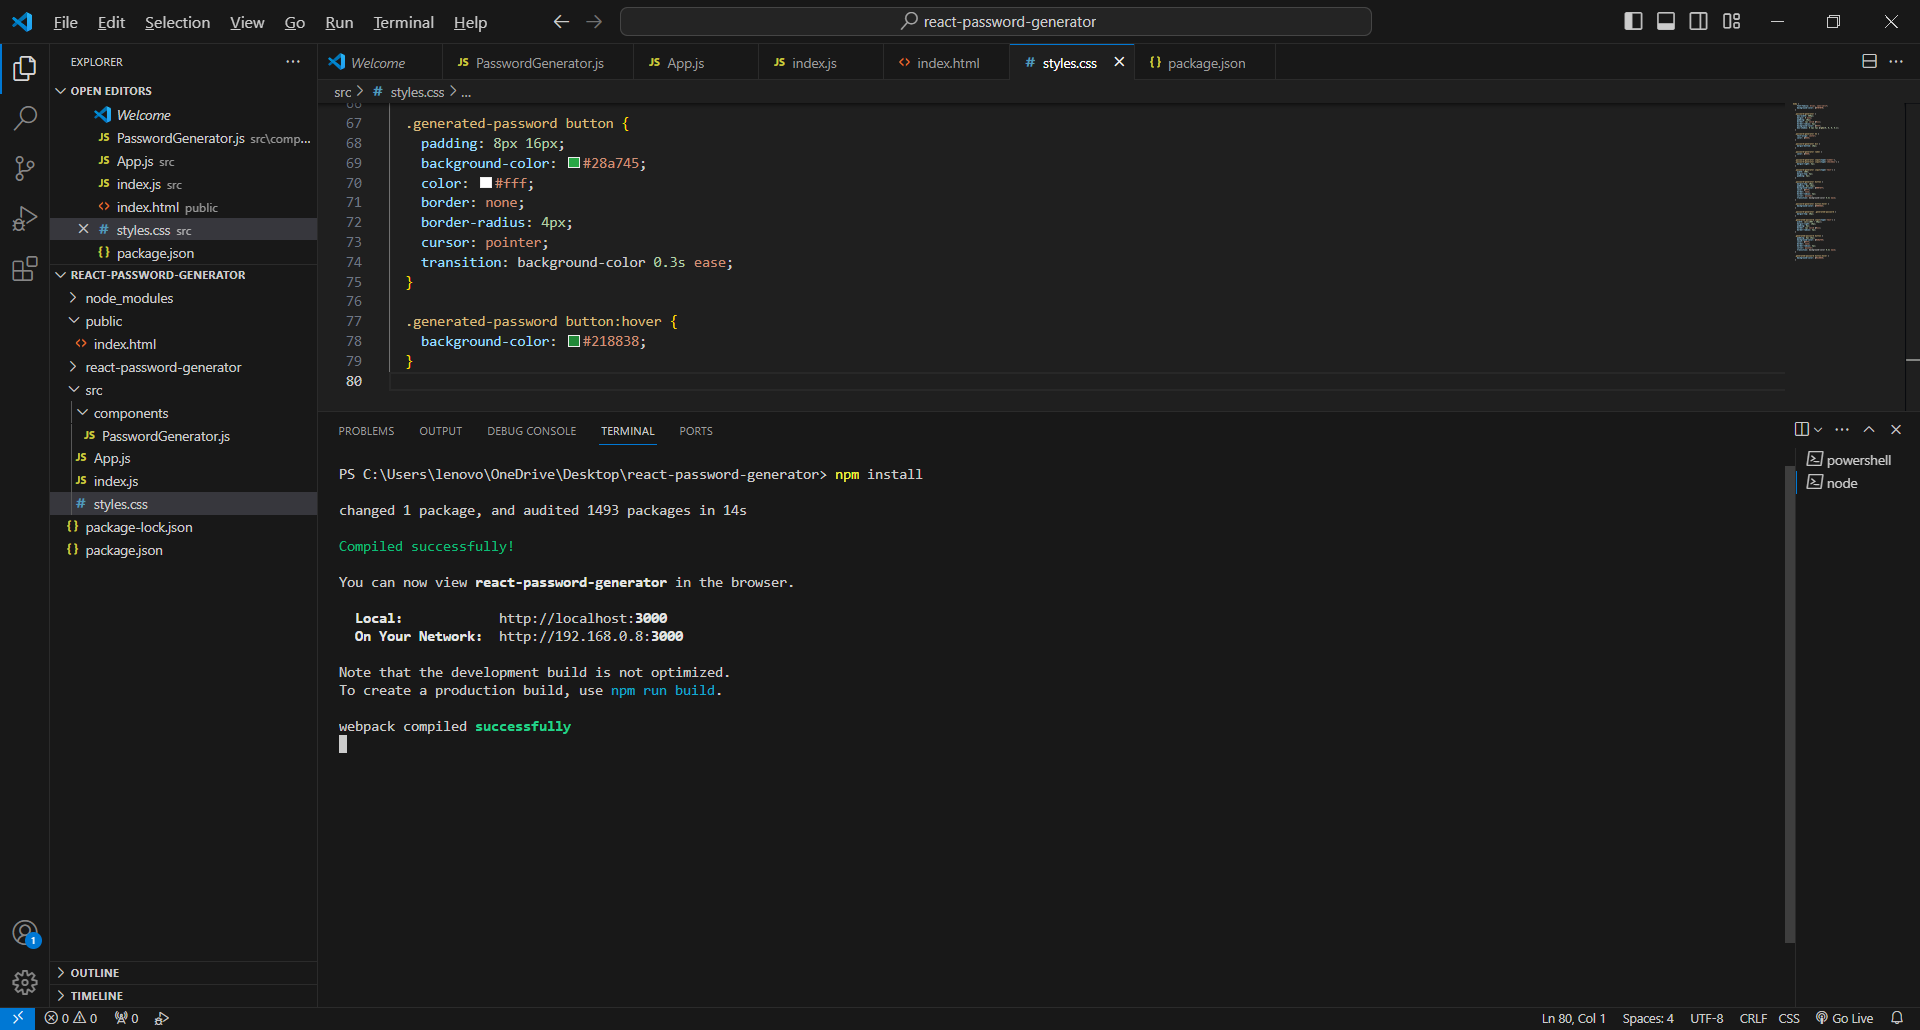 File Edit Selection View Go Run Terminal Help
react-password-generator
EXPLORER
OPEN EDITORS
Welcome
PasswordGenerator.js src\comp...
App.js src
index.js src
index.html public
styles.css src
package.json
REACT-PASSWORD-GENERATOR
node_modules
public
index.html
react-password-generator
src
components
PasswordGenerator.js
App.js
index.js
styles.css
package-lock.json
package.json
OUTLINE
TIMELINE
Welcome PasswordGenerator.js App.js index.js index.html styles.css package.json
src > styles.css > ...
66
67 .generated-password button {
68 padding: 8px 16px;
69 background-color: #28a745;
70 color: #fff;
71 border: none;
72 border-radius: 4px;
73 cursor: pointer;
74 transition: background-color 0.3s ease;
75 }
76
77 .generated-password button:hover {
78 background-color: #218838;
79 }
80
PROBLEMS OUTPUT DEBUG CONSOLE TERMINAL PORTS
PS C:\Users\lenovo\OneDrive\Desktop\react-password-generator> npm install
changed 1 package, and audited 1493 packages in 14s
Compiled successfully!
You can now view react-password-generator in the browser.
Local: http://localhost:3000
On Your Network: http://192.168.0.8:3000
Note that the development build is not optimized.
To create a production build, use npm run build.
webpack compiled successfully
powershell
node
1
0 0 0
Ln 80, Col 1 Spaces: 4 UTF-8 CRLF CSS Go Live